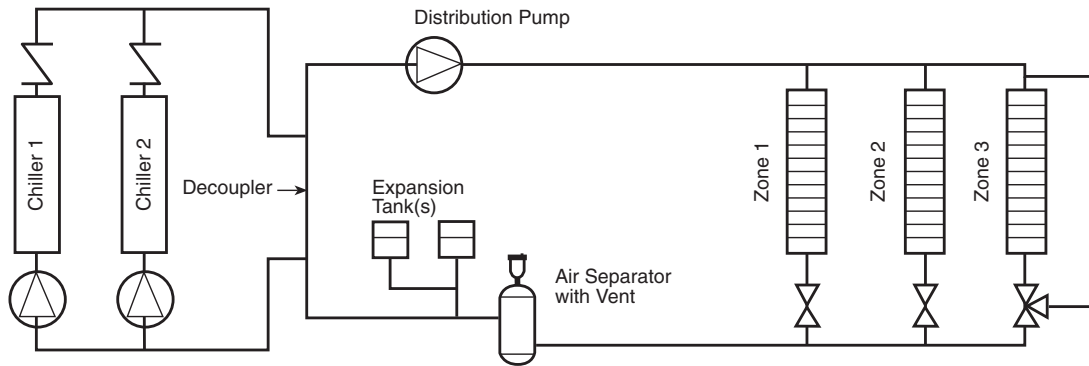 Distribution Pump
Chiller 1
Chiller 2
Decoupler
Expansion
Tank(s)
Air Separator
with Vent
Zone 1
Zone 2
Zone 3